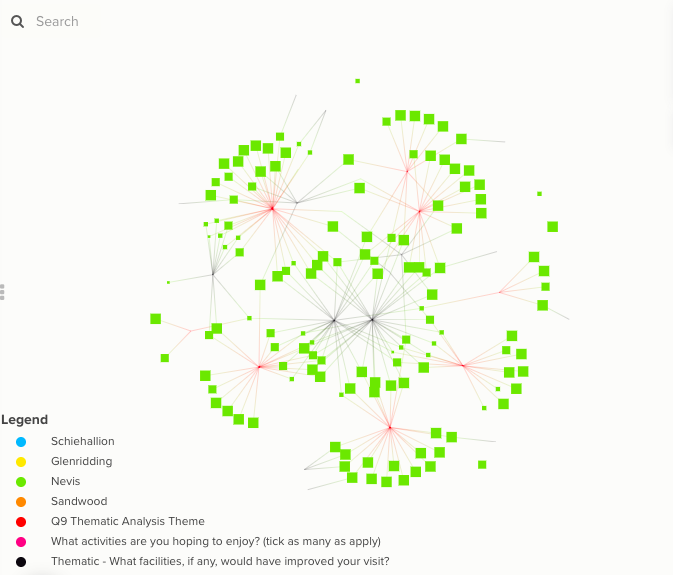 Search
Legend
Schiehallion
Glenridding
Nevis
Sandwood
Q9 Thematic Analysis Theme
What activities are you hoping to enjoy? (tick as many as apply)
Thematic - What facilities, if any, would have improved your visit?